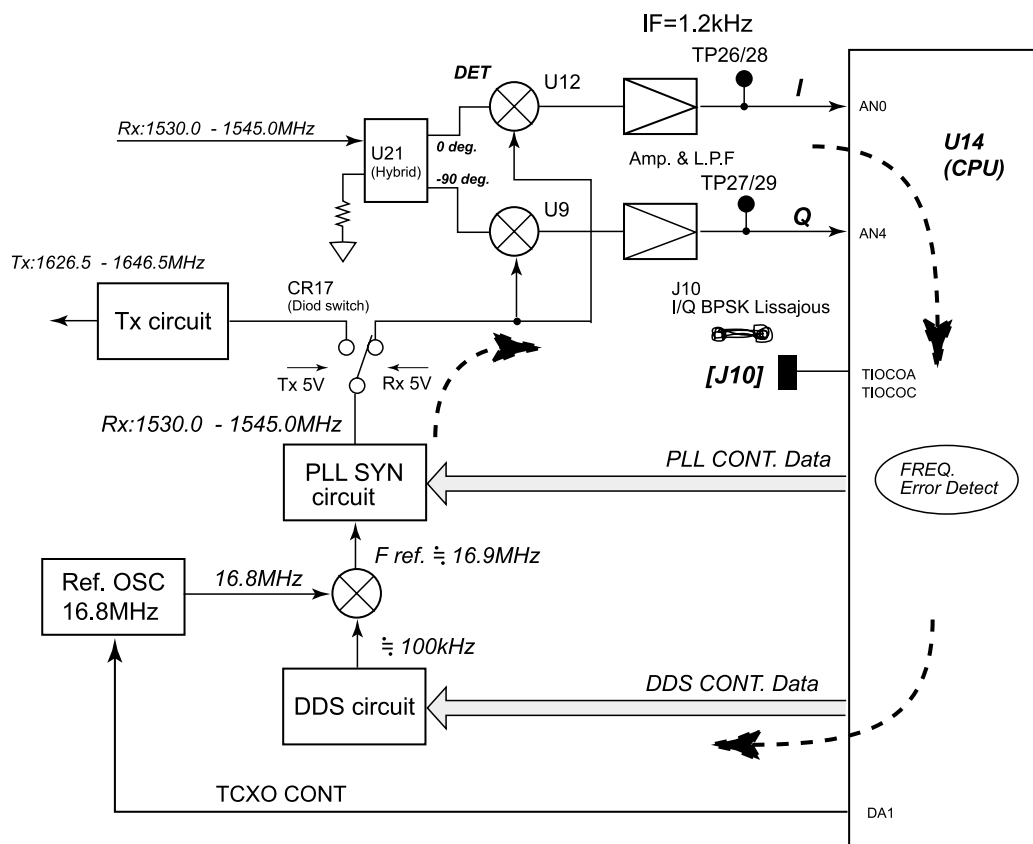 IF=1.2kHz
TP26/28
DET
U12
I
AN0
Rx:1530.0 - 1545.0MHz
U21
(Hybrid)
0 deg.
-90 deg.
Amp. & L.P.F
U14
(CPU)
TP27/29
U9
Q
AN4
Tx:1626.5 - 1646.5MHz
CR17
(Diod switch)
J10
I/Q BPSK Lissajous
Tx circuit
[J10]
TIOCOA
TIOCOC
Tx 5V
Rx 5V
Rx:1530.0 - 1545.0MHz
PLL SYN
circuit
PLL CONT. Data
FREQ.
Error Detect
F ref. ≒ 16.9MHz
Ref. OSC
16.8MHz
16.8MHz
≒ 100kHz
DDS circuit
DDS CONT. Data
TCXO CONT
DA1